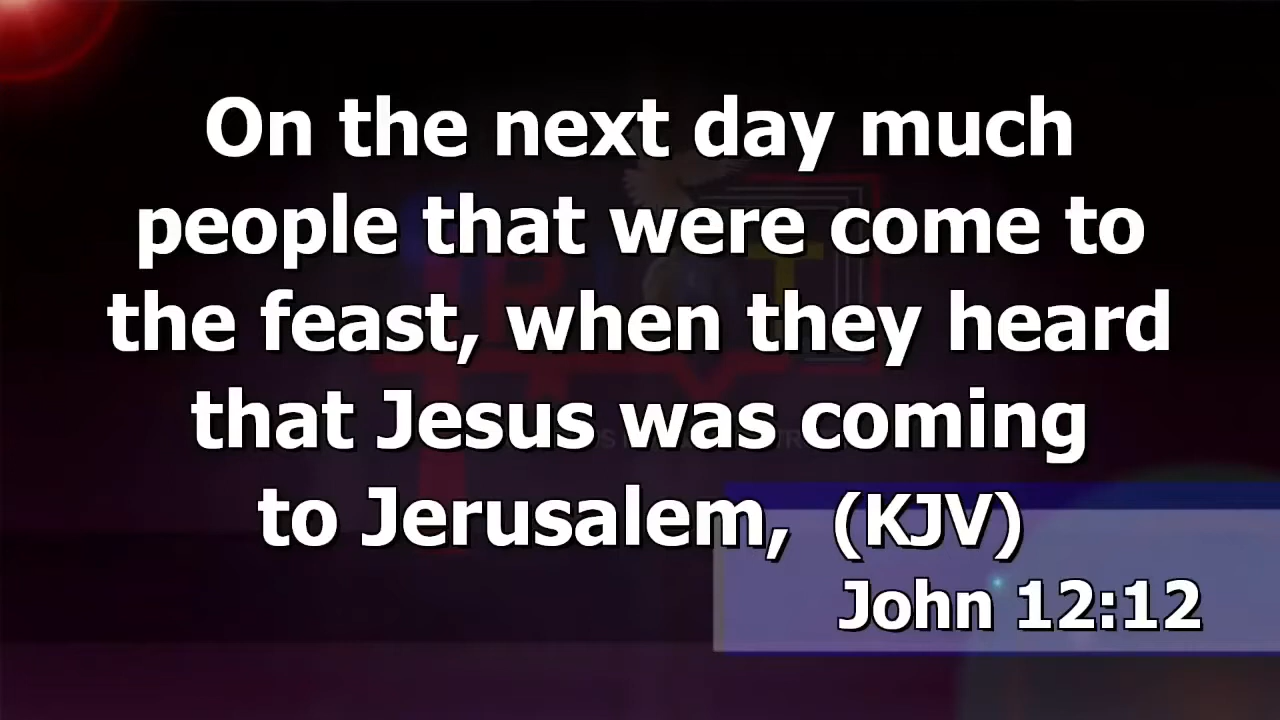 On the next day much
people that were come to
the feast, when they heard
that Jesus was coming
to Jerusalem, (KJV)
John 12:12